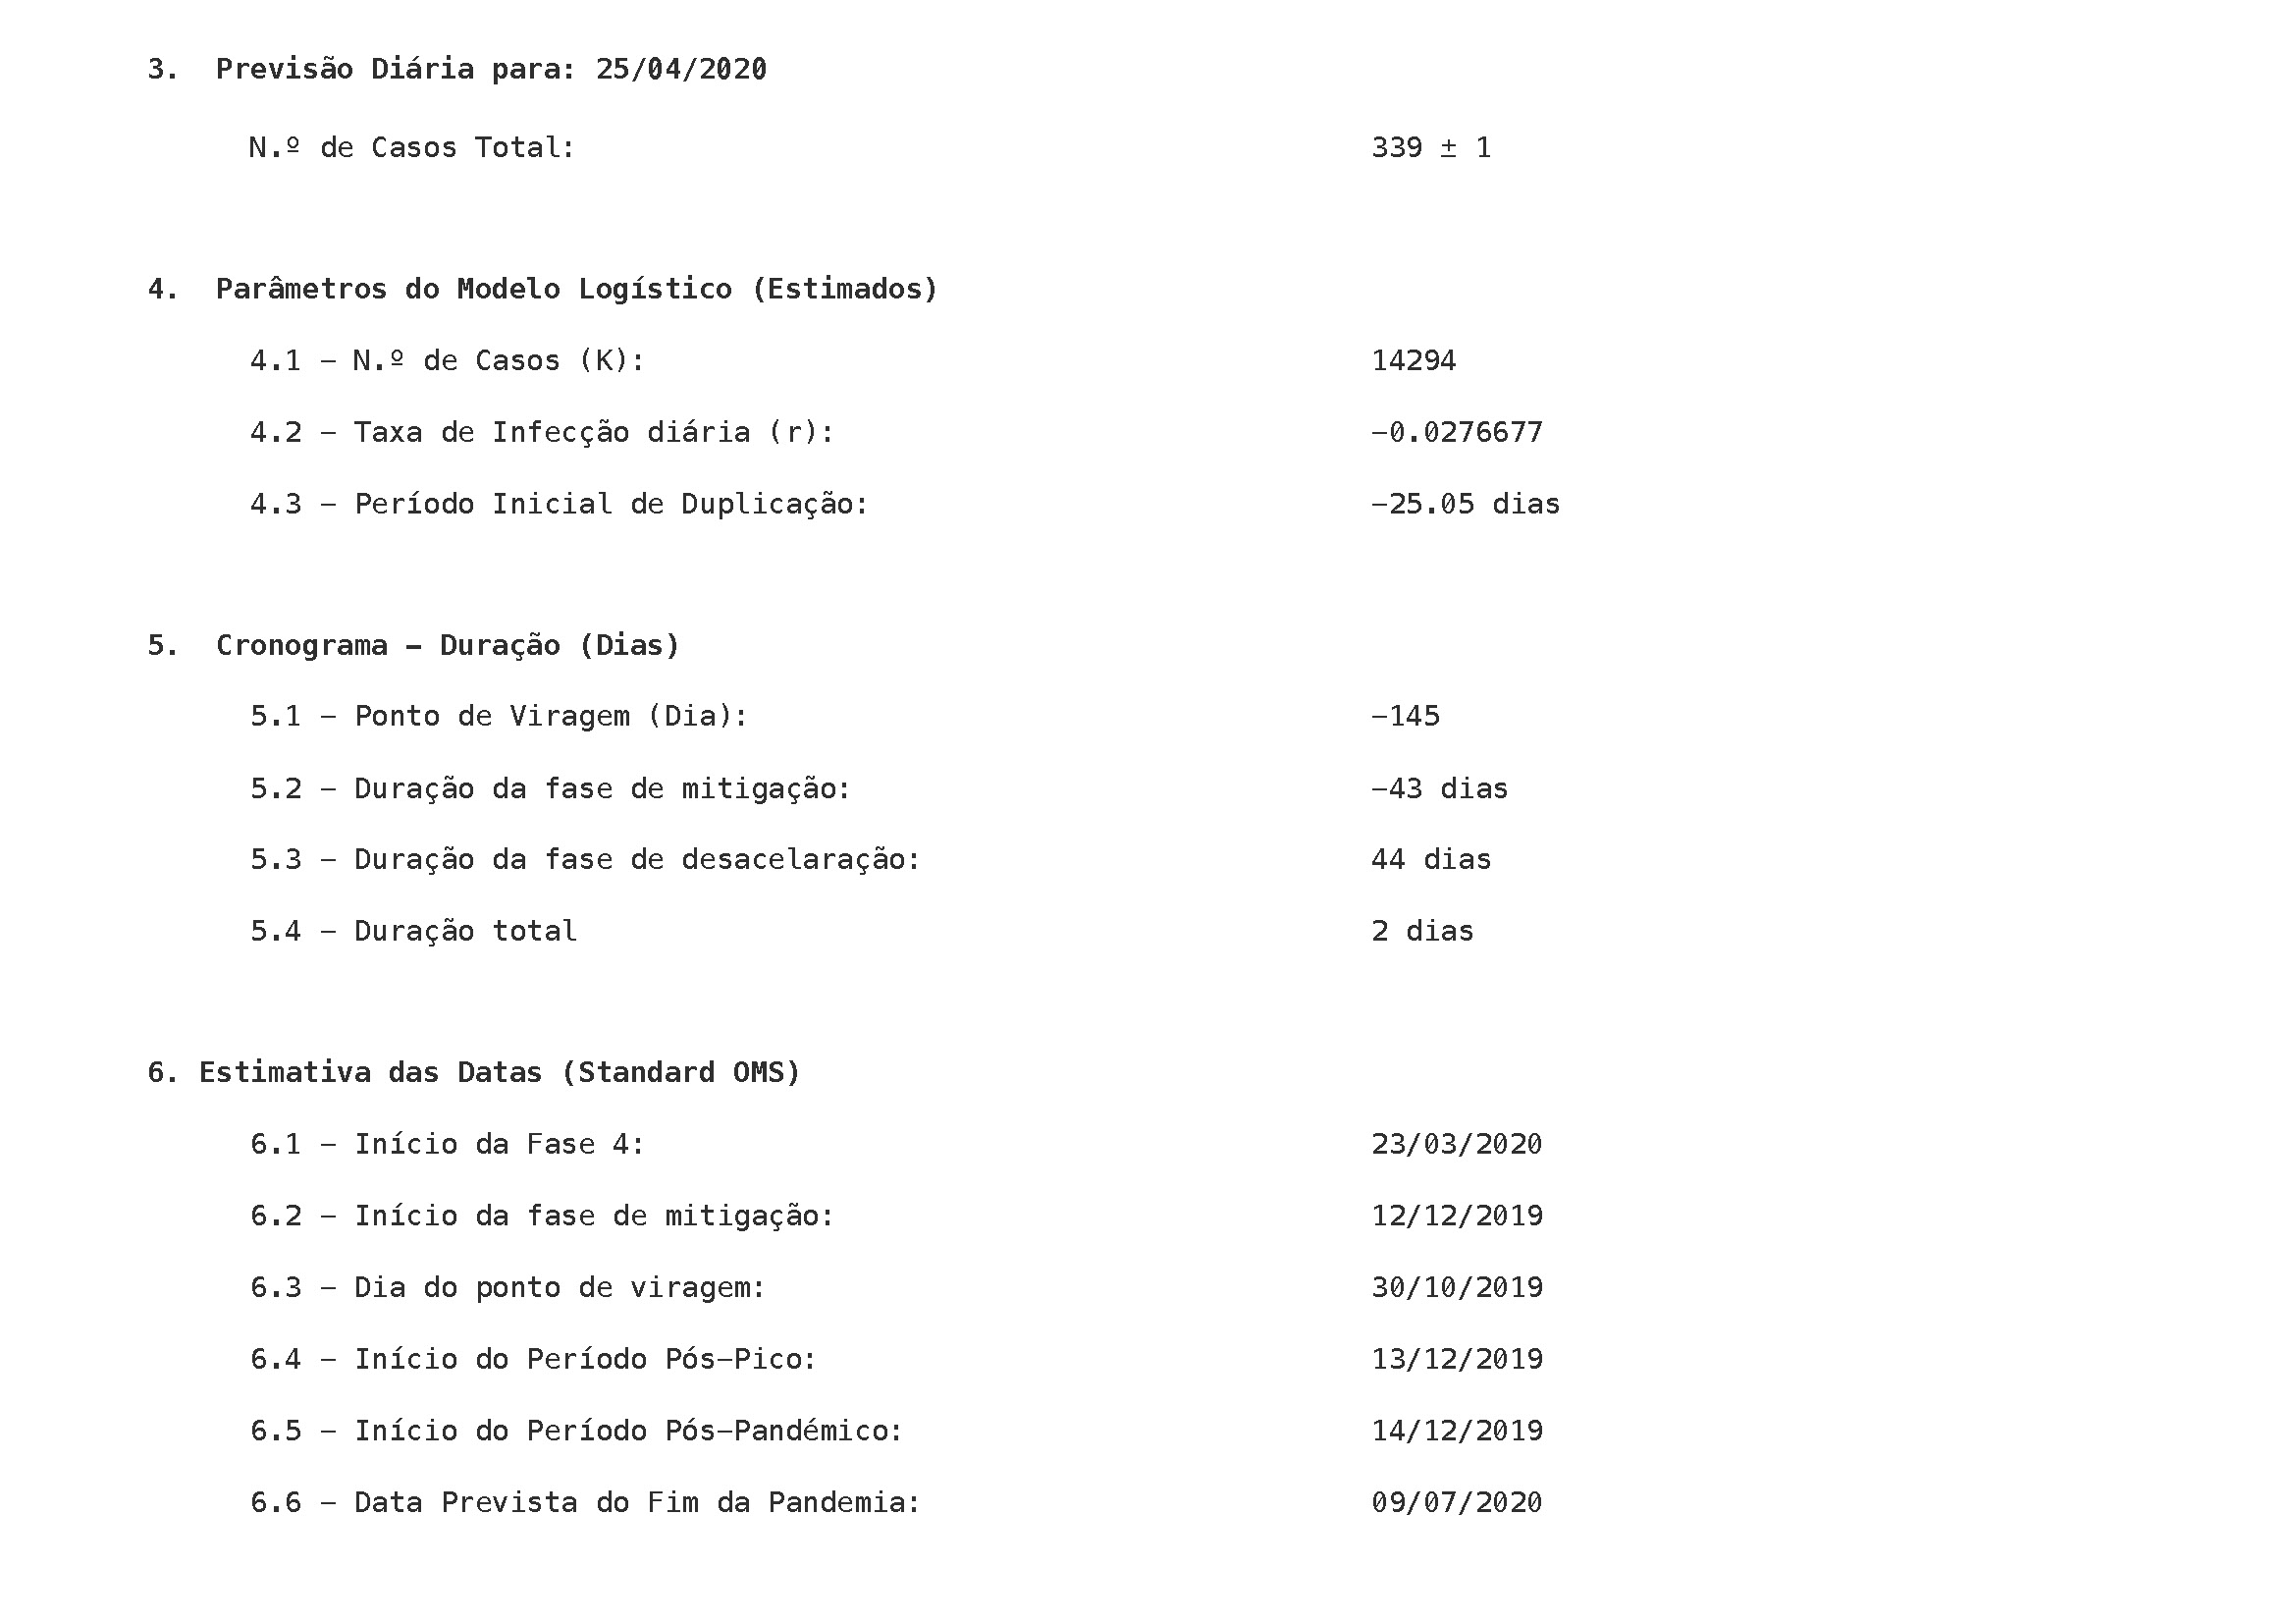 3. Previsão Diária para: 25/04/2020
N.º de Casos Total: 339 ± 1
4. Parâmetros do Modelo Logístico (Estimados)
4.1 – N.º de Casos (K): 14294
4.2 – Taxa de Infecção diária (r): –0.0276677
4.3 – Período Inicial de Duplicação: –25.05 dias
5. Cronograma – Duração (Dias)
5.1 – Ponto de Viragem (Dia): –145
5.2 – Duração da fase de mitigação: –43 dias
5.3 – Duração da fase de desacelaração: 44 dias
5.4 – Duração total 2 dias
6. Estimativa das Datas (Standard OMS)
6.1 – Início da Fase 4: 23/03/2020
6.2 – Início da fase de mitigação: 12/12/2019
6.3 – Dia do ponto de viragem: 30/10/2019
6.4 – Início do Período Pós–Pico: 13/12/2019
6.5 – Início do Período Pós–Pandémico: 14/12/2019
6.6 – Data Prevista do Fim da Pandemia: 09/07/2020